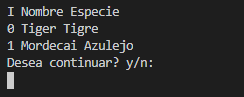 I Nombre Especie
0 Tiger Tigre
1 Mordecai Azulejo
Desea continuar? y/n: